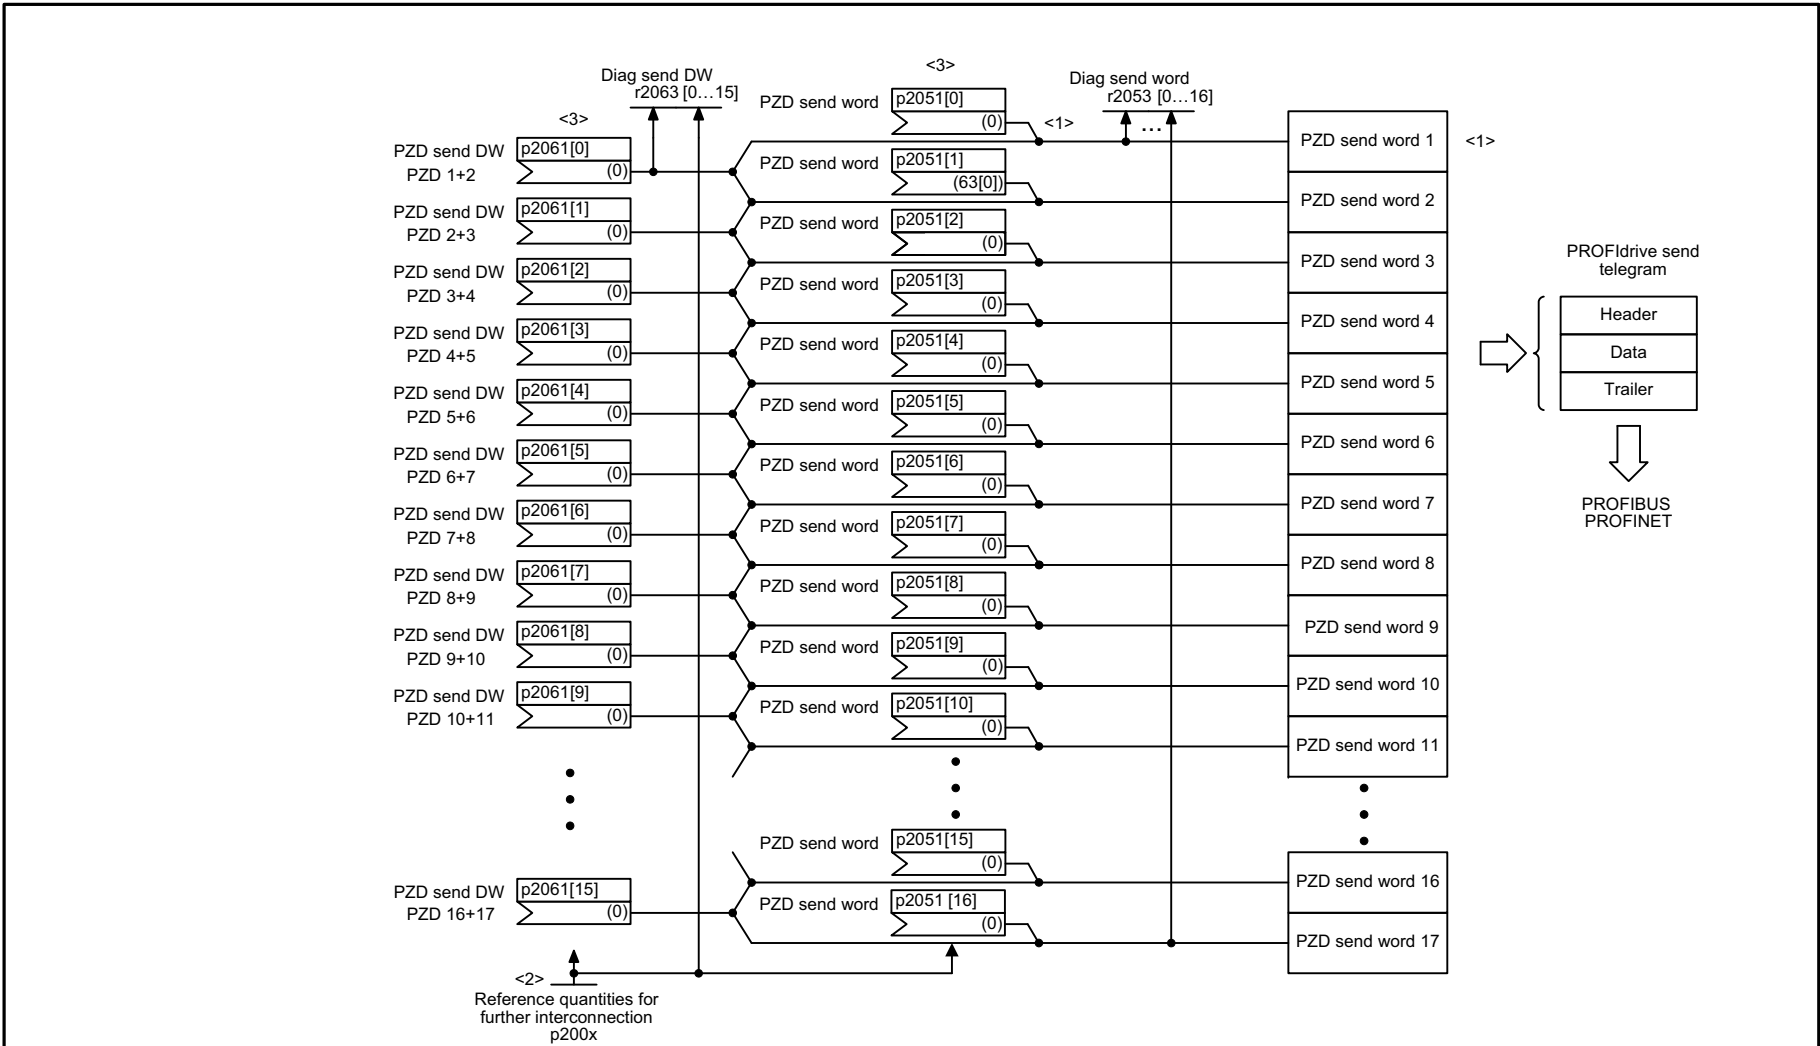 Diag send DW
r2063 [0…15]
<3>
PZD send DW
PZD 1+2
p2061[0]
(0)
PZD send DW
PZD 2+3
p2061[1]
(0)
PZD send DW
PZD 3+4
p2061[2]
(0)
PZD send DW
PZD 4+5
p2061[3]
(0)
PZD send DW
PZD 5+6
p2061[4]
(0)
PZD send DW
PZD 6+7
p2061[5]
(0)
PZD send DW
PZD 7+8
p2061[6]
(0)
PZD send DW
PZD 8+9
p2061[7]
(0)
PZD send DW
PZD 9+10
p2061[8]
(0)
PZD send DW
PZD 10+11
p2061[9]
(0)
PZD send DW
PZD 16+17
p2061[15]
(0)
<2>
Reference quantities for
further interconnection
p200x
<3>
PZD send word
p2051[0]
(0)
<1>
PZD send word
p2051[1]
(63[0])
PZD send word
p2051[2]
(0)
PZD send word
p2051[3]
(0)
PZD send word
p2051[4]
(0)
PZD send word
p2051[5]
(0)
PZD send word
p2051[6]
(0)
PZD send word
p2051[7]
(0)
PZD send word
p2051[8]
(0)
PZD send word
p2051[9]
(0)
PZD send word
p2051[10]
(0)
PZD send word
p2051[15]
(0)
PZD send word
p2051 [16]
(0)
Diag send word
r2053 [0…16]
...
PZD send word 1
<1>
PZD send word 2
PZD send word 3
PZD send word 4
PZD send word 5
PZD send word 6
PZD send word 7
PZD send word 8
PZD send word 9
PZD send word 10
PZD send word 11
PZD send word 16
PZD send word 17
PROFIdrive send
telegram
Header
Data
Trailer
PROFIBUS
PROFINET